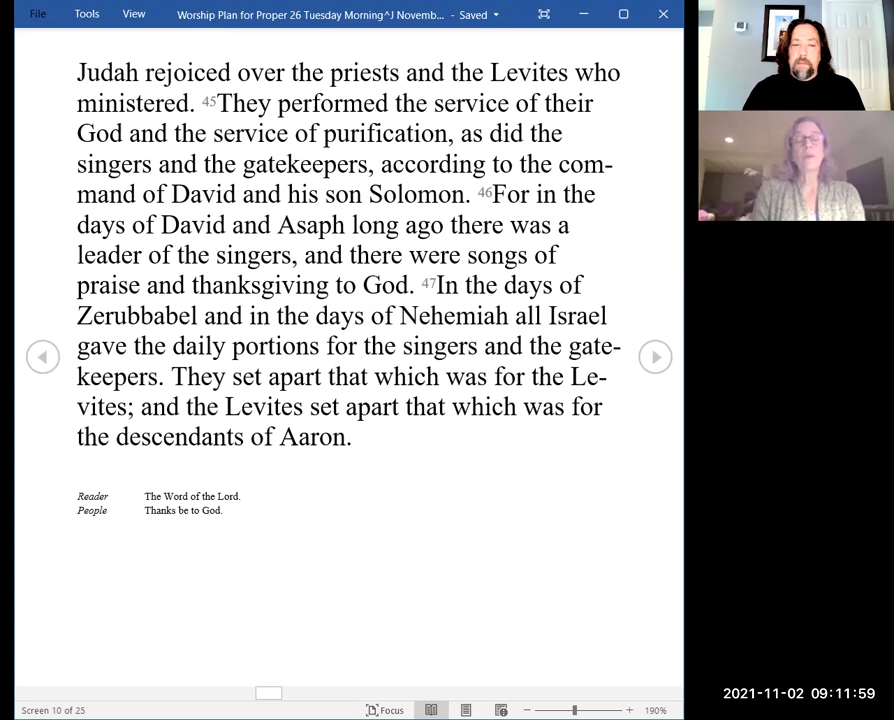 File Tools View Worship Plan for Proper 26 Tuesday Morning^J Novemb... - Saved
Judah rejoiced over the priests and the Levites who
ministered. 45They performed the service of their
God and the service of purification, as did the
singers and the gatekeepers, according to the com-
mand of David and his son Solomon. 46For in the
days of David and Asaph long ago there was a
leader of the singers, and there were songs of
praise and thanksgiving to God. 47In the days of
Zerubbabel and in the days of Nehemiah all Israel
gave the daily portions for the singers and the gate-
keepers. They set apart that which was for the Le-
vites; and the Levites set apart that which was for
the descendants of Aaron.
Reader The Word of the Lord.
People Thanks be to God.
2021-11-02 09:11:59
Screen 10 of 25 Focus 190%